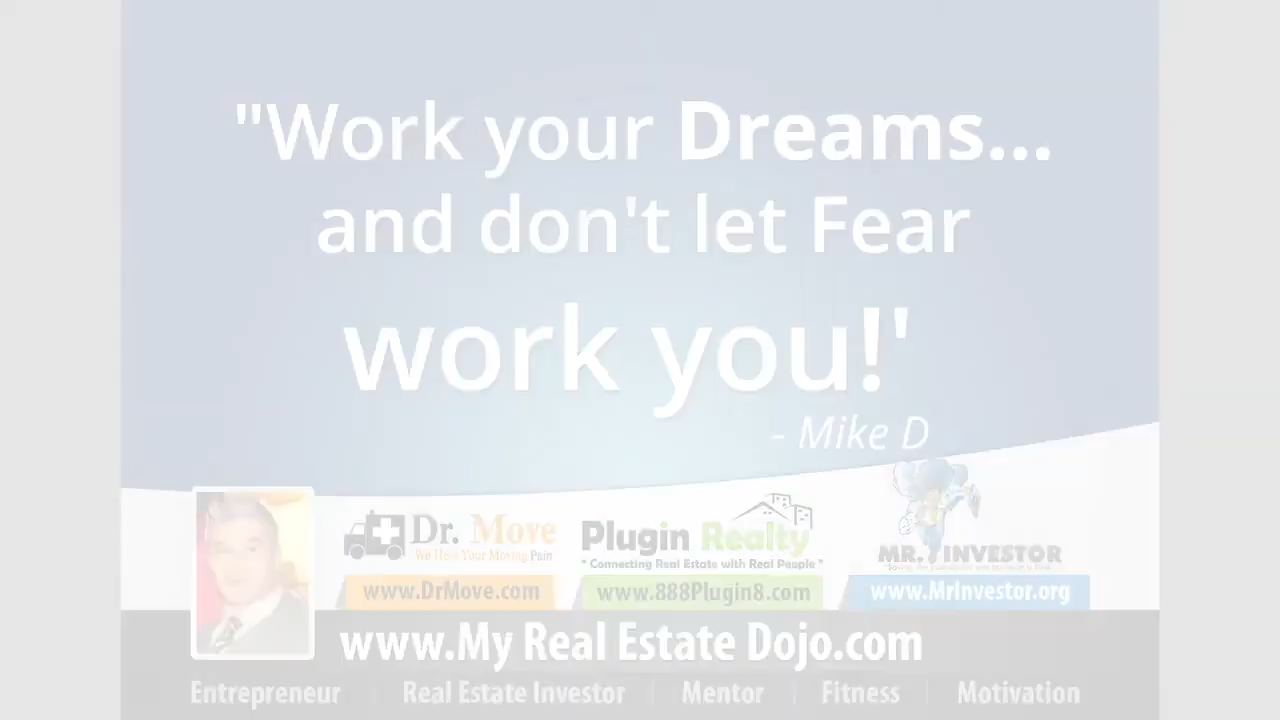 "Work your Dreams...
and don't let Fear
work you!'
- Mike D
Dr. Move
We Heal Your Moving Pain
www.DrMove.com
Plugin Realty
" Connecting Real Estate with Real People "
www.888Plugin8.com
MR. INVESTOR
www.MrInvestor.org
www.My Real Estate Dojo.com
Entrepreneur | Real Estate Investor | Mentor | Fitness | Motivation